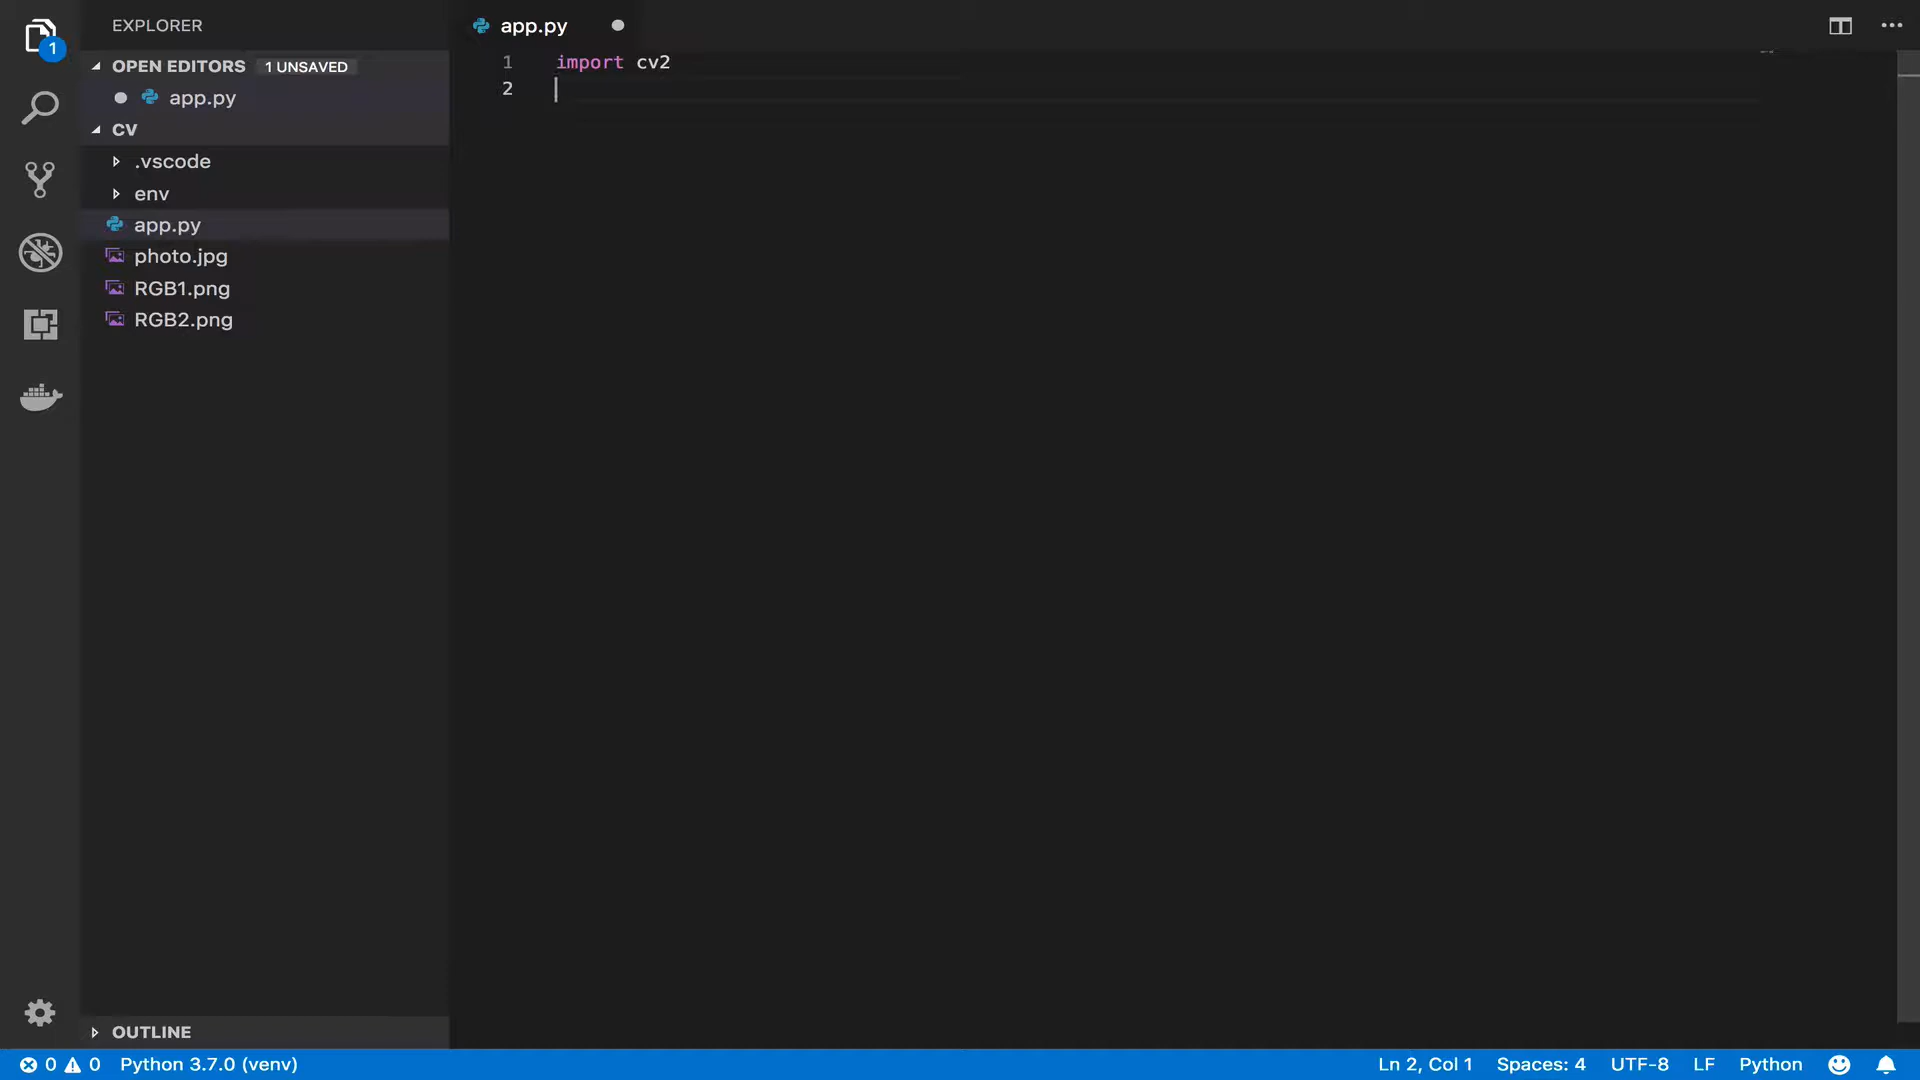 EXPLORER
OPEN EDITORS 1 UNSAVED
app.py
CV
.vscode
env
app.py
photo.jpg
RGB1.png
RGB2.png
OUTLINE
1
app.py
1 import cv2
2
0 0 Python 3.7.0 (venv)
Ln 2, Col 1 Spaces: 4 UTF-8 LF Python